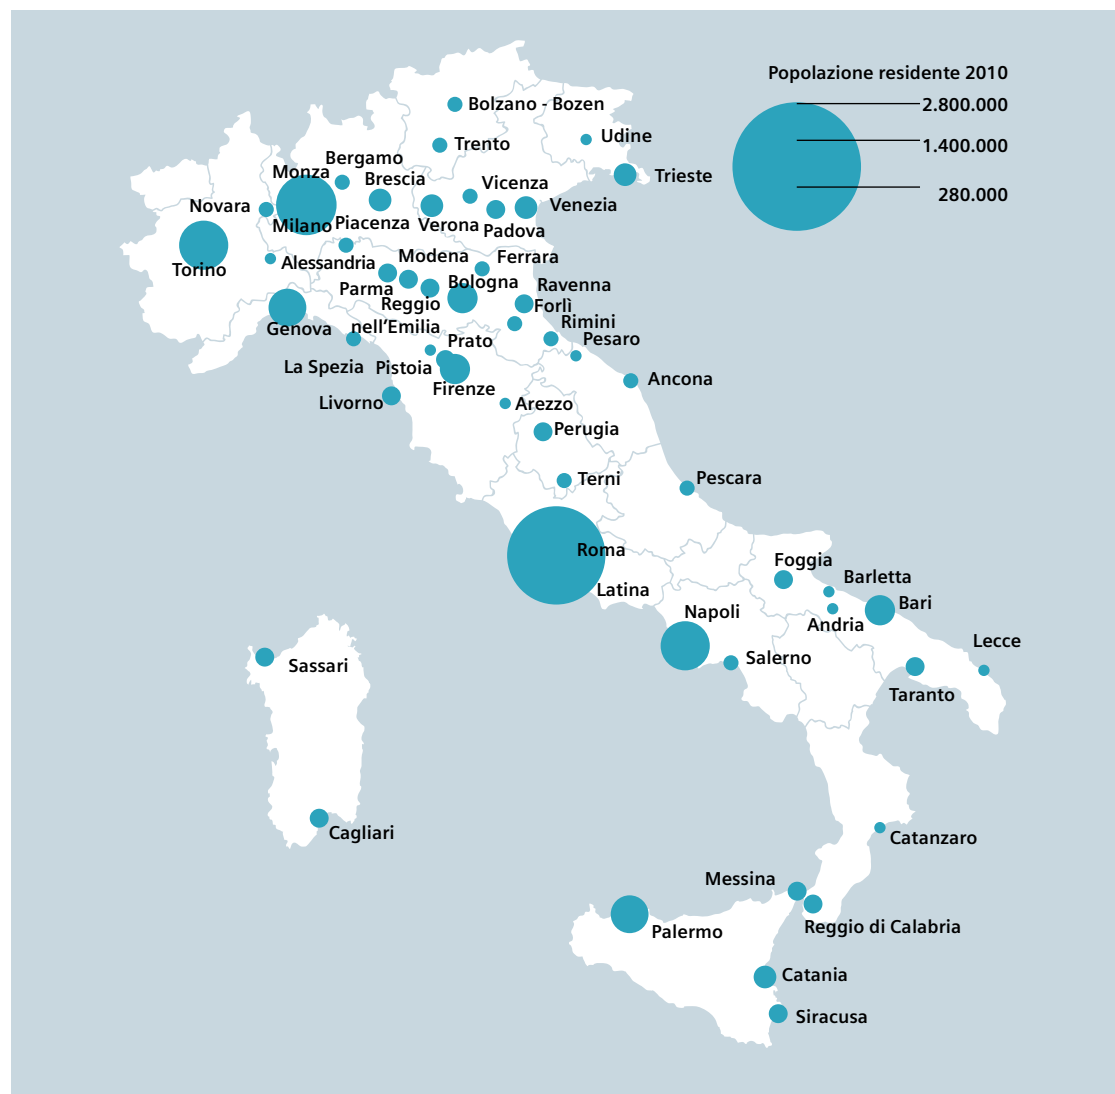 Popolazione residente 2010
2.800.000
1.400.000
280.000
Bolzano - Bozen
Udine
Trento
Bergamo
Monza
Brescia
Vicenza
Trieste
Novara
Milano
Piacenza
Verona
Padova
Venezia
Torino
Alessandria
Modena
Ferrara
Parma
Bologna
Ravenna
Reggio
nell’Emilia
Forlì
Genova
Rimini
Prato
Pesaro
La Spezia
Pistoia
Firenze
Ancona
Livorno
Arezzo
Perugia
Terni
Pescara
Roma
Latina
Foggia
Barletta
Bari
Napoli
Andria
Lecce
Salerno
Sassari
Taranto
Cagliari
Catanzaro
Messina
Reggio di Calabria
Palermo
Catania
Siracusa